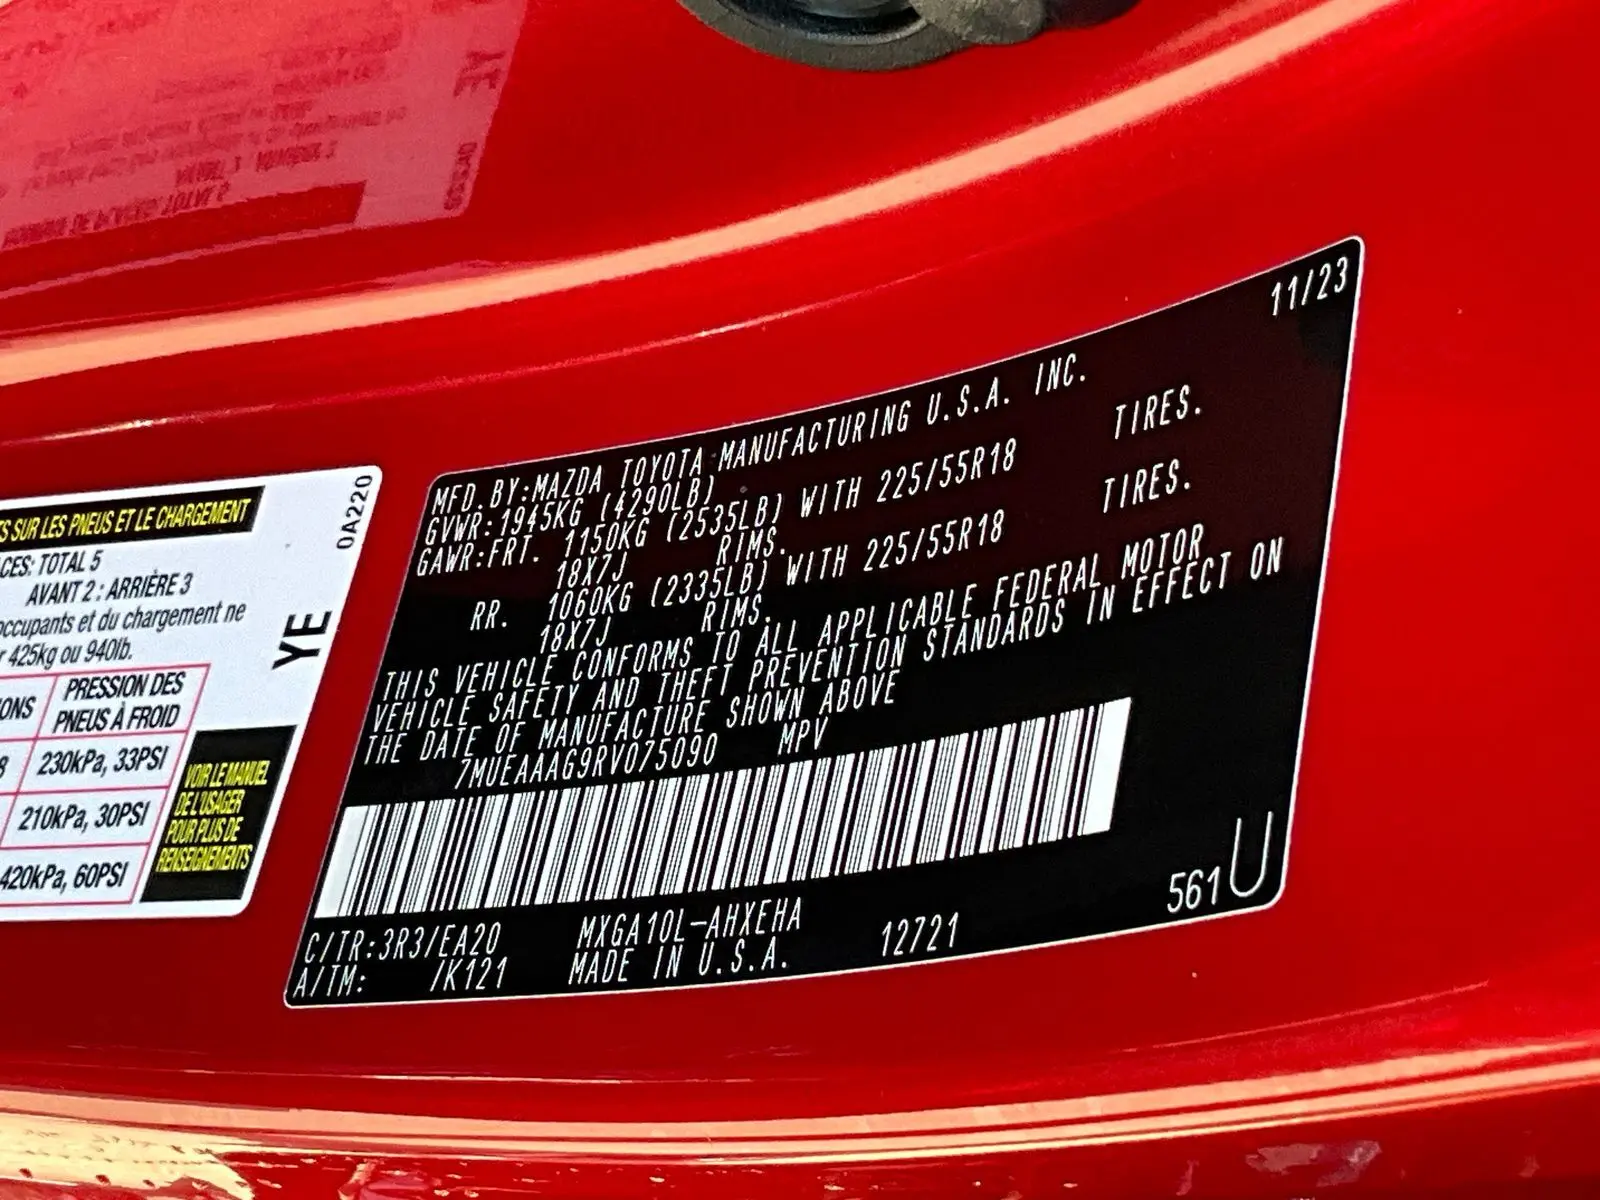 TS SUR LES PNEUS ET LE CHARGEMENT
0A220
CES: TOTAL 5
AVANT 2 : ARRIÈRE 3
occupants et du chargement ne
r 425kg ou 940lb.
YE
ONS
PRESSION DES
PNEUS À FROID
8
230kPa, 33PSI
210kPa, 30PSI
420kPa, 60PSI
VOIR LE MANUEL
DE L'USAGER
POUR PLUS DE
RENSEIGNEMENTS
11/23
MFD. BY:MAZDA TOYOTA MANUFACTURING U.S.A. INC.
GVWR:1945KG (4290LB)
GAWR:FRT. 1150KG (2535LB) WITH 225/55R18 TIRES.
18X7J RIMS.
RR. 1060KG (2335LB) WITH 225/55R18 TIRES.
18X7J RIMS.
THIS VEHICLE CONFORMS TO ALL APPLICABLE FEDERAL MOTOR
VEHICLE SAFETY AND THEFT PREVENTION STANDARDS IN EFFECT ON
THE DATE OF MANUFACTURE SHOWN ABOVE
7MUEAAAG9RV075090 MPV
561U
C/TR:3R3/EA20 MXGA10L-AHXEHA
A/TM: /K121 MADE IN U.S.A. 12721